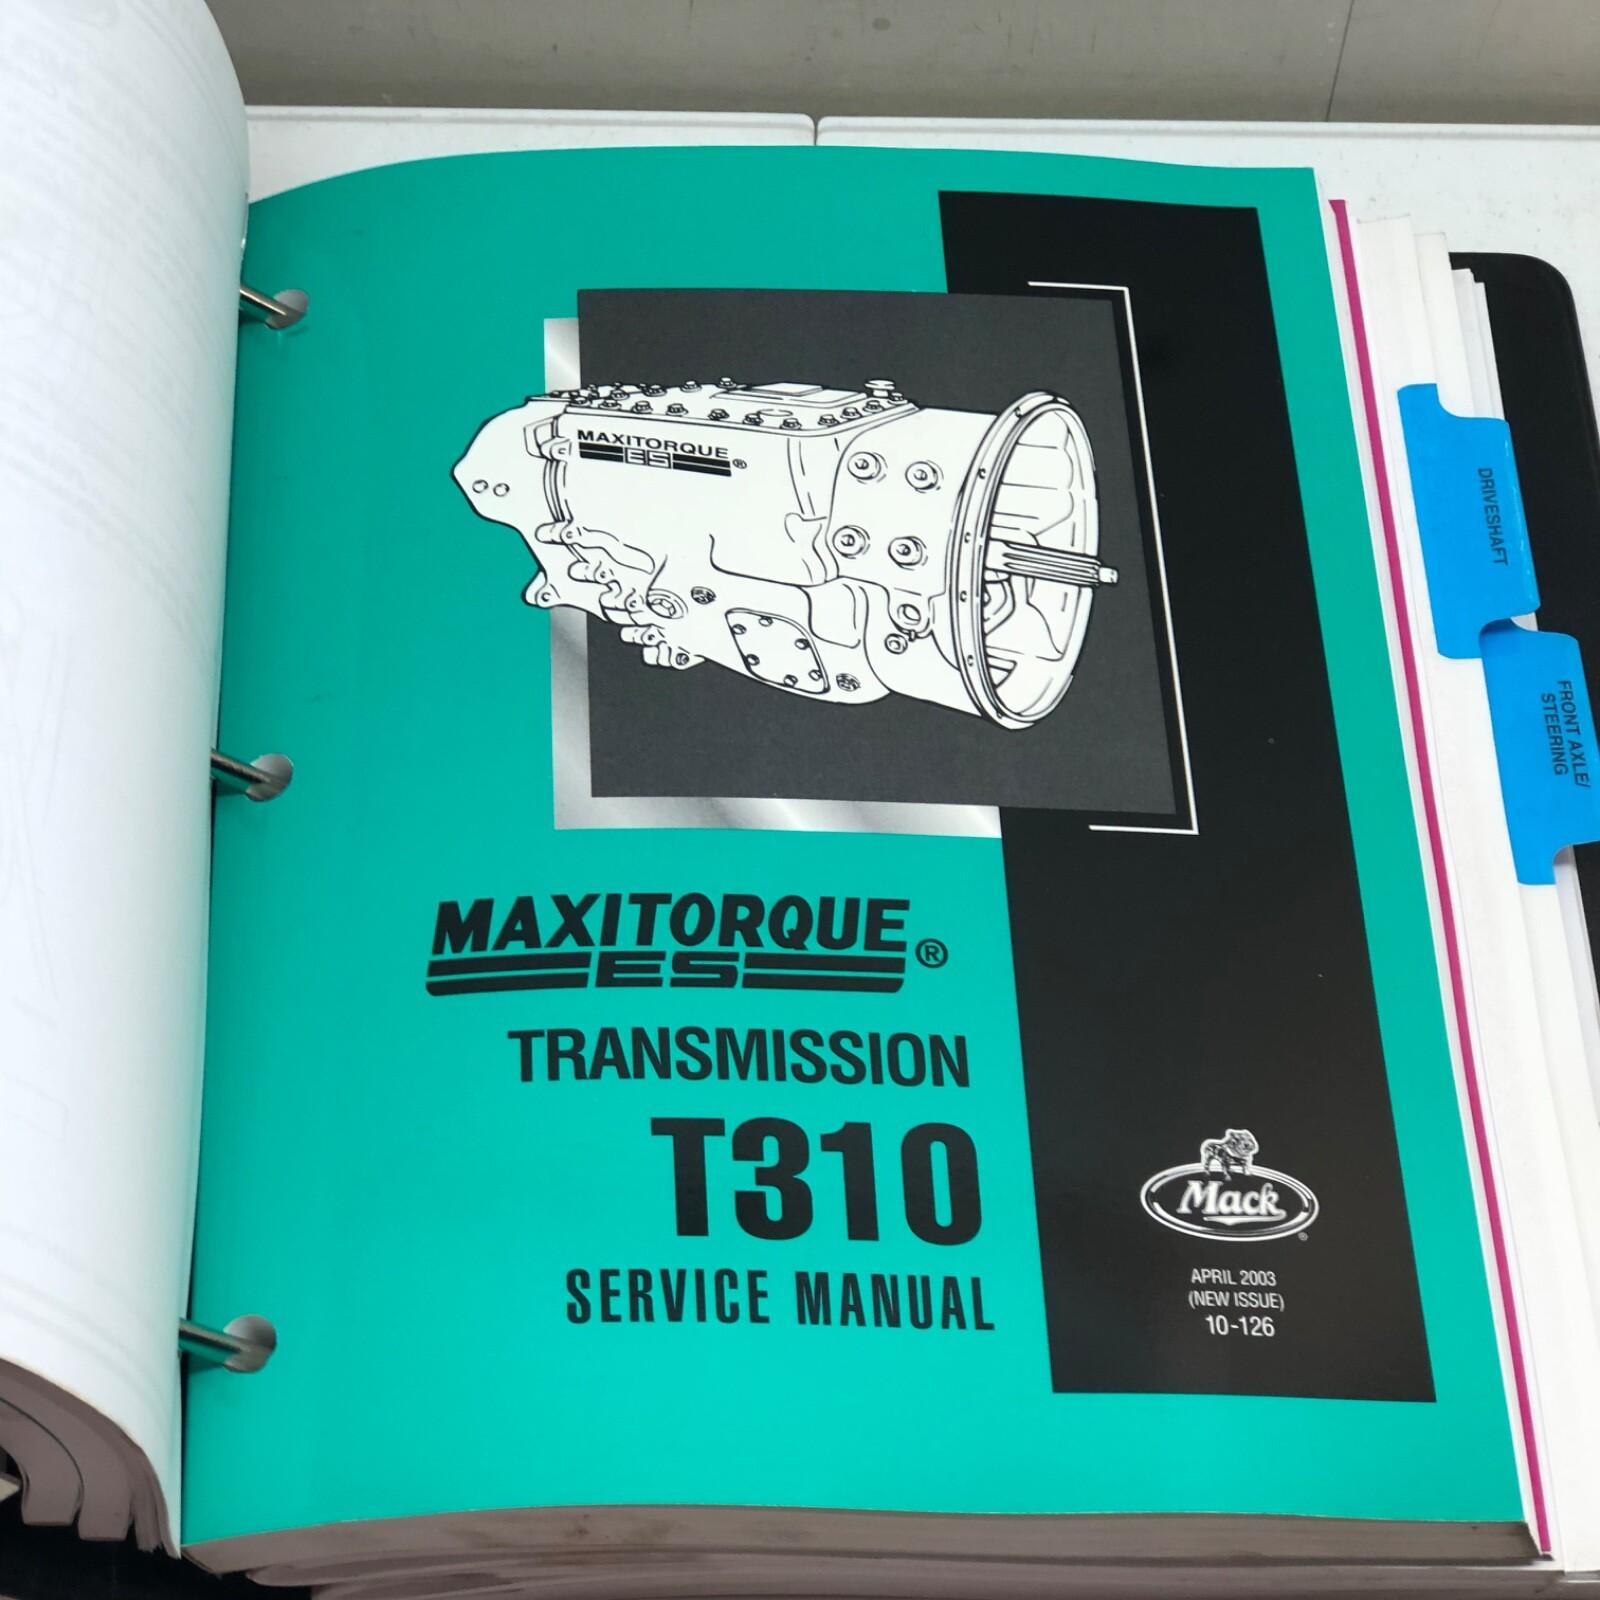 MAXITORQUE
ES ®
MAXITORQUE
ES ®
TRANSMISSION
T310
SERVICE MANUAL
Mack ®
APRIL 2003
(NEW ISSUE)
10-126
DRIVESHAFT
FRONT AXLE/
STEERING